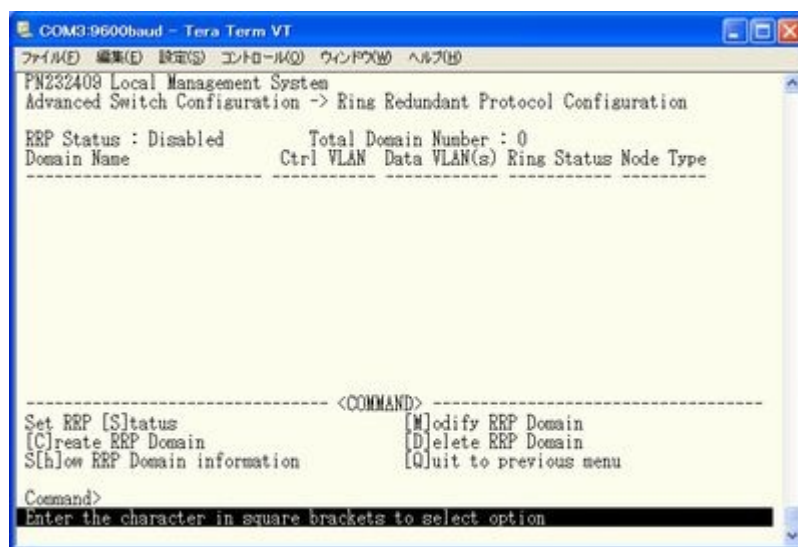 COM3:9600baud - Tera Term VT
ファイル(F) 編集(E) 設定(S) コントロール(O) ウィンドウ(W) ヘルプ(H)
PN232409 Local Management System
Advanced Switch Configuration -> Ring Redundant Protocol Configuration
RRP Status : Disabled Total Domain Number : 0
Domain Name Ctrl VLAN Data VLAN(s) Ring Status Node Type
-------------------------- ----------- ------------ ----------- ---------
--------------------------------- <COMMAND> ------------------------------------
Set RRP [S]tatus [M]odify RRP Domain
[C]reate RRP Domain [D]elete RRP Domain
S[h]ow RRP Domain information [Q]uit to previous menu
Command>
Enter the character in square brackets to select option